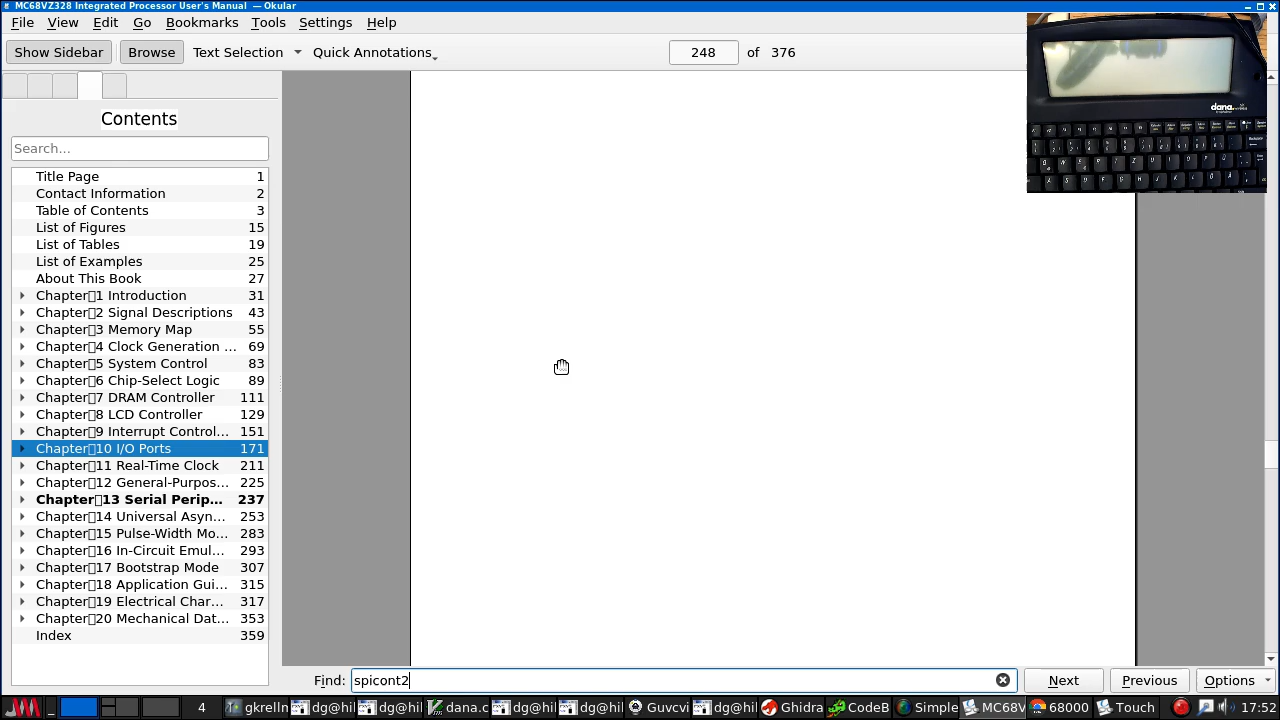 MC68VZ328 Integrated Processor User's Manual — Okular
File View Edit Go Bookmarks Tools Settings Help
Show Sidebar Browse Text Selection Quick Annotations 248 of 376
Contents
Search...
Title Page 1
Contact Information 2
Table of Contents 3
List of Figures 15
List of Tables 19
List of Examples 25
About This Book 27
Chapter▯1 Introduction 31
Chapter▯2 Signal Descriptions 43
Chapter▯3 Memory Map 55
Chapter▯4 Clock Generation ... 69
Chapter▯5 System Control 83
Chapter▯6 Chip-Select Logic 89
Chapter▯7 DRAM Controller 111
Chapter▯8 LCD Controller 129
Chapter▯9 Interrupt Control... 151
Chapter▯10 I/O Ports 171
Chapter▯11 Real-Time Clock 211
Chapter▯12 General-Purpos... 225
Chapter▯13 Serial Perip... 237
Chapter▯14 Universal Asyn... 253
Chapter▯15 Pulse-Width Mo... 283
Chapter▯16 In-Circuit Emul... 293
Chapter▯17 Bootstrap Mode 307
Chapter▯18 Application Gui... 315
Chapter▯19 Electrical Char... 317
Chapter▯20 Mechanical Dat... 353
Index 359
dana
Find: spicont2 Next Previous Options
4 gkrelln dg@hi dg@hi dana.c dg@hi dg@hi Guvcvi dg@hi Ghidra CodeB Simple MC68V 68000 Touch 17:52